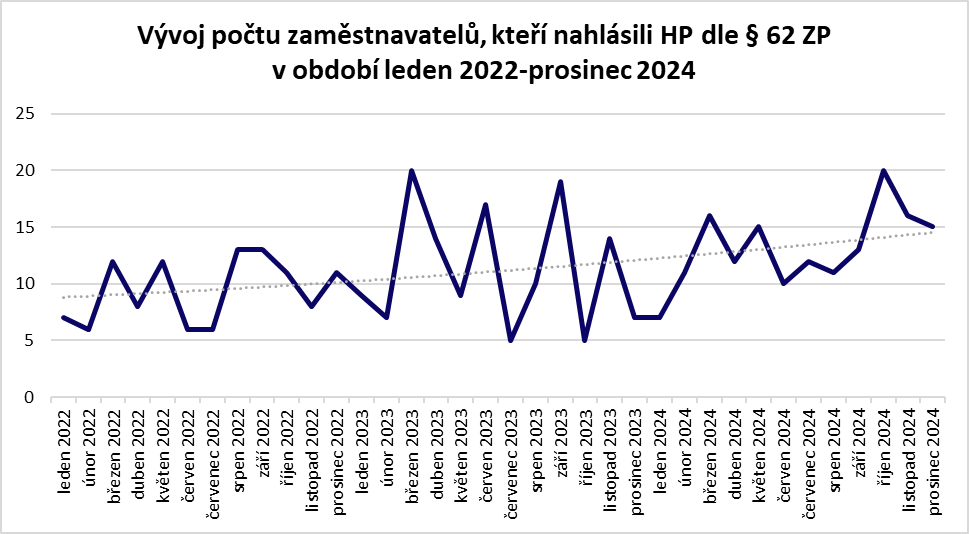 Vývoj počtu zaměstnavatelů, kteří nahlásili HP dle § 62 ZP
v období leden 2022-prosinec 2024
25
20
15
10
5
0
leden 2022
únor 2022
březen 2022
duben 2022
květen 2022
červen 2022
červenec 2022
srpen 2022
září 2022
říjen 2022
listopad 2022
prosinec 2022
leden 2023
únor 2023
březen 2023
duben 2023
květen 2023
červen 2023
červenec 2023
srpen 2023
září 2023
říjen 2023
listopad 2023
prosinec 2023
leden 2024
únor 2024
březen 2024
duben 2024
květen 2024
červen 2024
červenec 2024
srpen 2024
září 2024
říjen 2024
listopad 2024
prosinec 2024